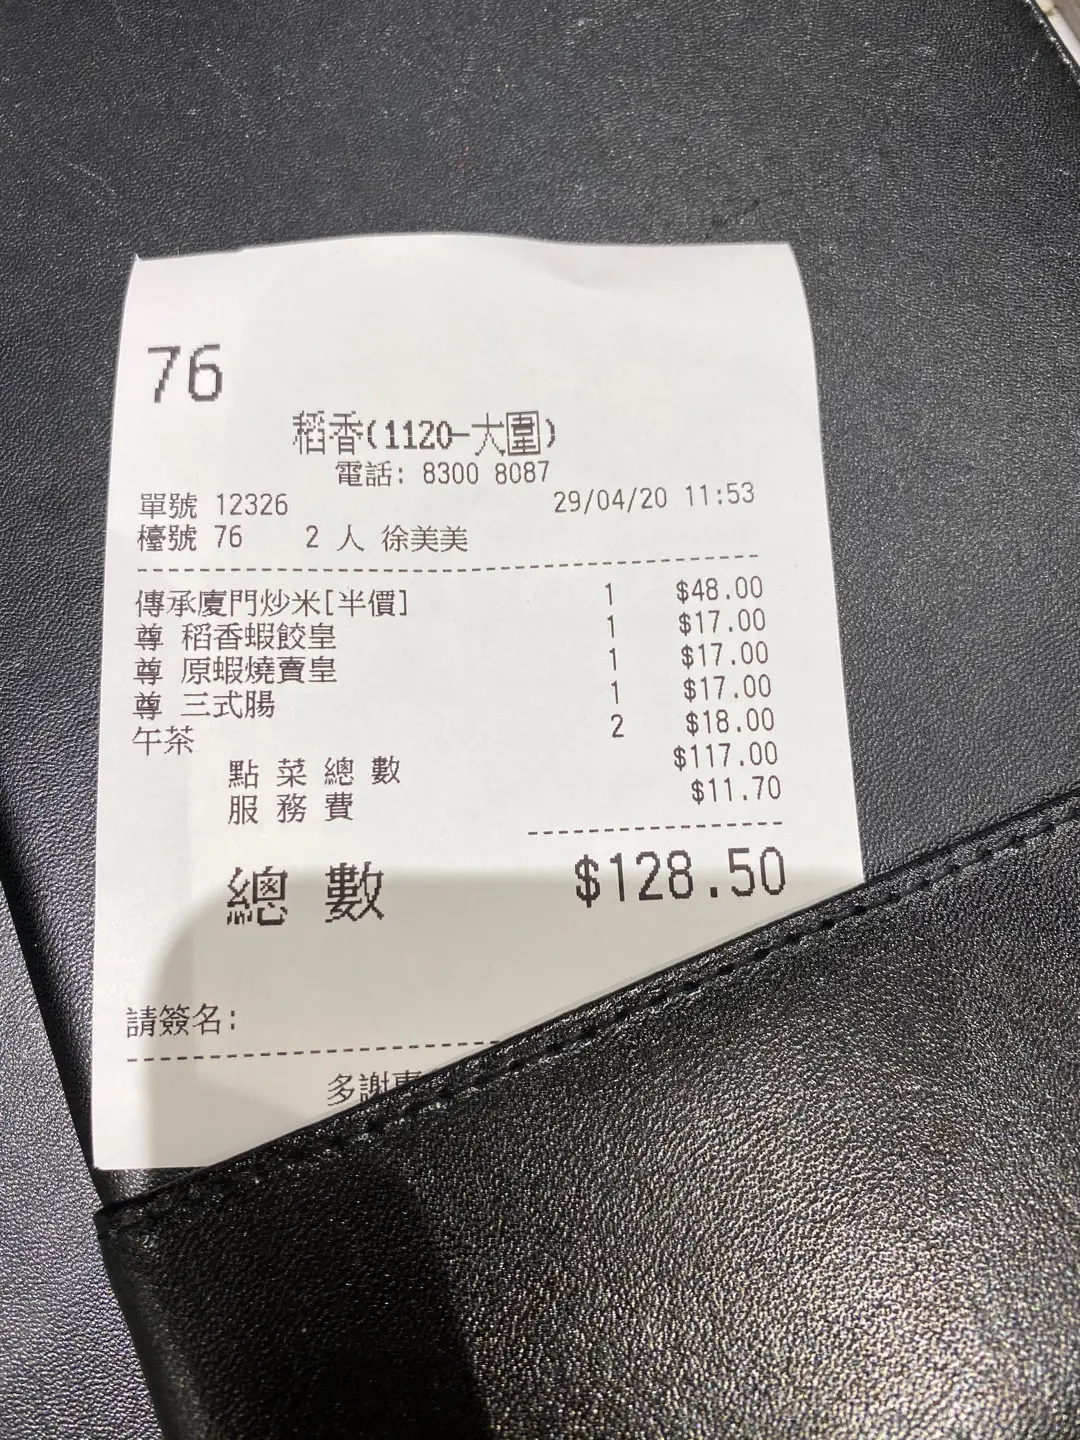 76
稻香(1120-大圍)
電話: 8300 8087
單號 12326 29/04/20 11:53
檯號 76 2 人 徐美美
傳承廈門炒米[半價] 1 $48.00
尊 稻香蝦餃皇 1 $17.00
尊 原蝦燒賣皇 1 $17.00
尊 三式腸 1 $17.00
午茶 2 $18.00
點 菜 總 數 $117.00
服 務 費 $11.70
總 數 $128.50
請簽名:
多謝惠